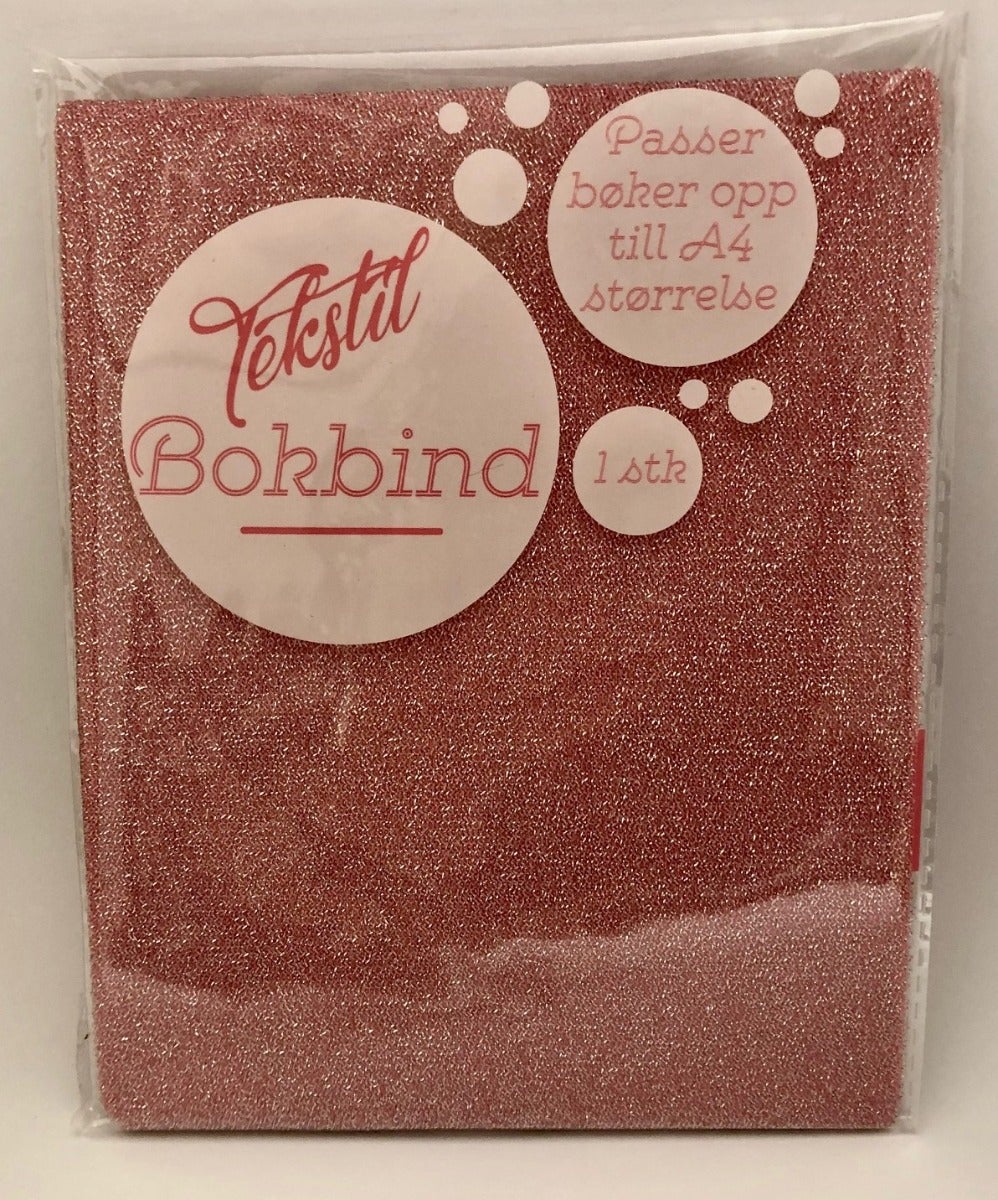 Passer
bøker opp
till A4
størrelse
Tekstil
Bokbind
1 stk